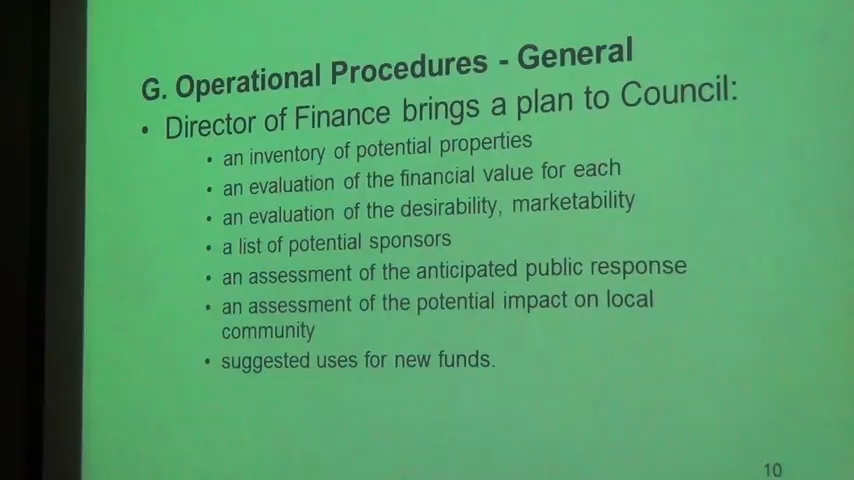 G. Operational Procedures - General
• Director of Finance brings a plan to Council:
• an inventory of potential properties
• an evaluation of the financial value for each
• an evaluation of the desirability, marketability
• a list of potential sponsors
• an assessment of the anticipated public response
• an assessment of the potential impact on local
community
• suggested uses for new funds.
10